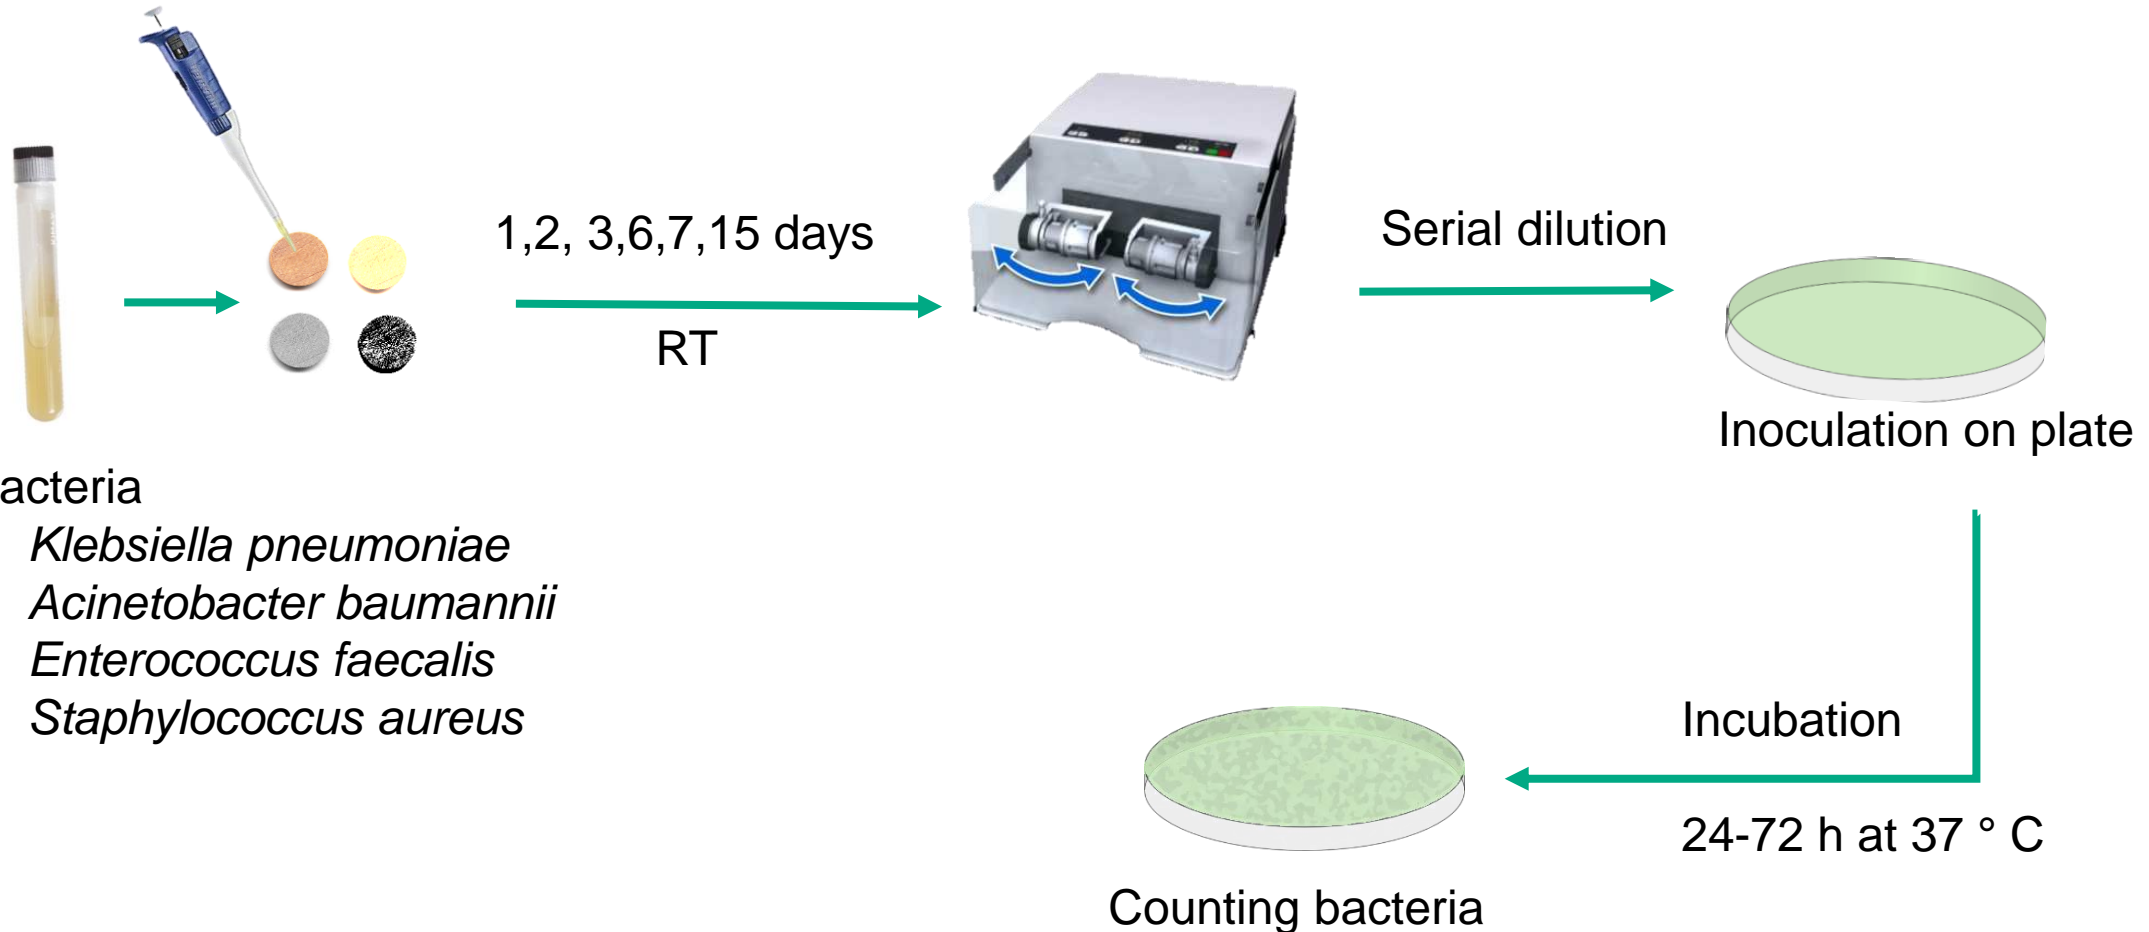 1,2, 3,6,7,15 days
RT
Serial dilution
Inoculation on plate
acteria
Klebsiella pneumoniae
Acinetobacter baumannii
Enterococcus faecalis
Staphylococcus aureus
Incubation
24-72 h at 37 ° C
Counting bacteria